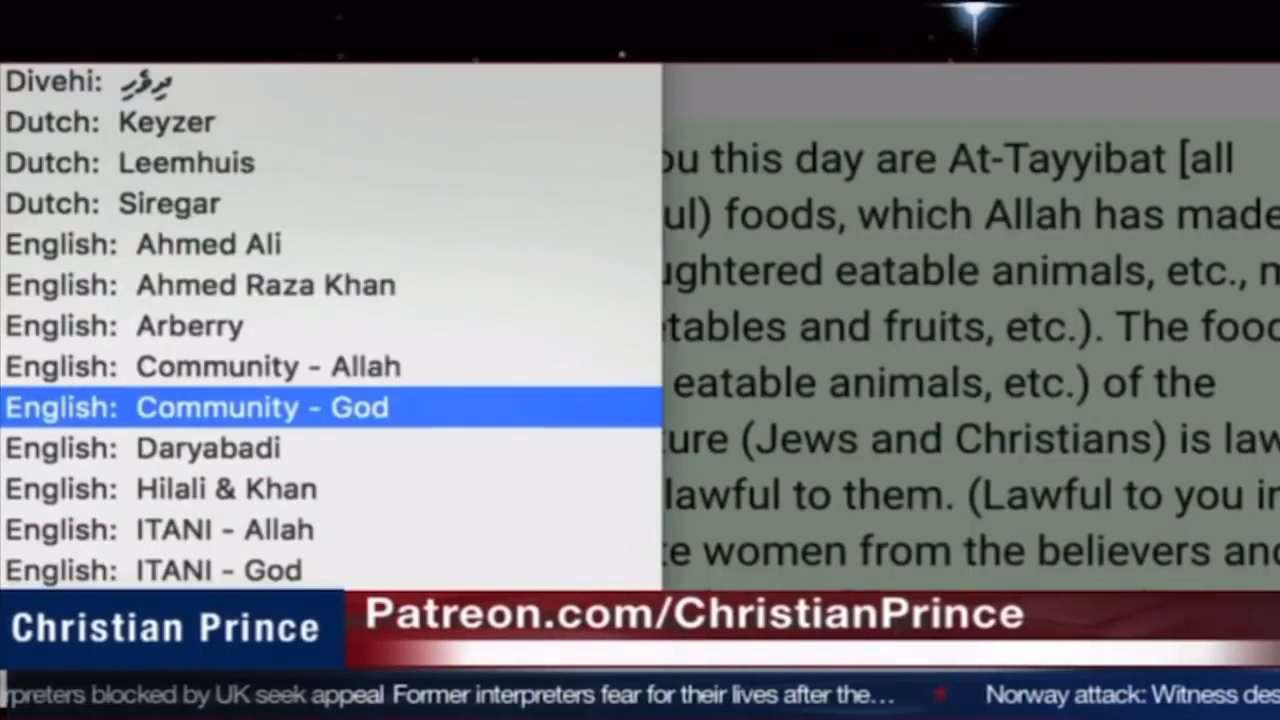 Divehi: ދިވެހި
Dutch: Keyzer
Dutch: Leemhuis
Dutch: Siregar
English: Ahmed Ali
English: Ahmed Raza Khan
English: Arberry
English: Community - Allah
English: Community - God
English: Daryabadi
English: Hilali & Khan
English: ITANI - Allah
English: ITANI - God
ou this day are At-Tayyibat [all
ul) foods, which Allah has made
ughtered eatable animals, etc., m
etables and fruits, etc.). The food
eatable animals, etc.) of the
ture (Jews and Christians) is law
lawful to them. (Lawful to you in
te women from the believers and
Christian Prince
Patreon.com/ChristianPrince
rpreters blocked by UK seek appeal Former interpreters fear for their lives after the... Norway attack: Witness des